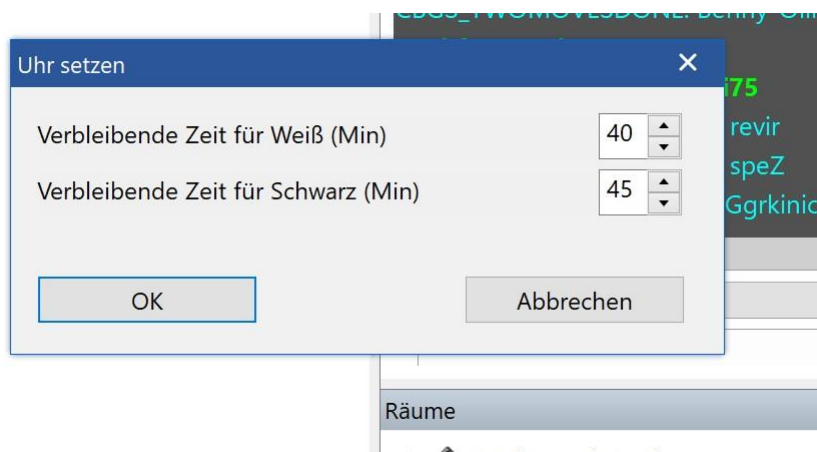 Uhr setzen
Verbleibende Zeit für Weiß (Min) 40
Verbleibende Zeit für Schwarz (Min) 45
OK Abbrechen
i75
revir
speZ
Ggrkinic
Räume